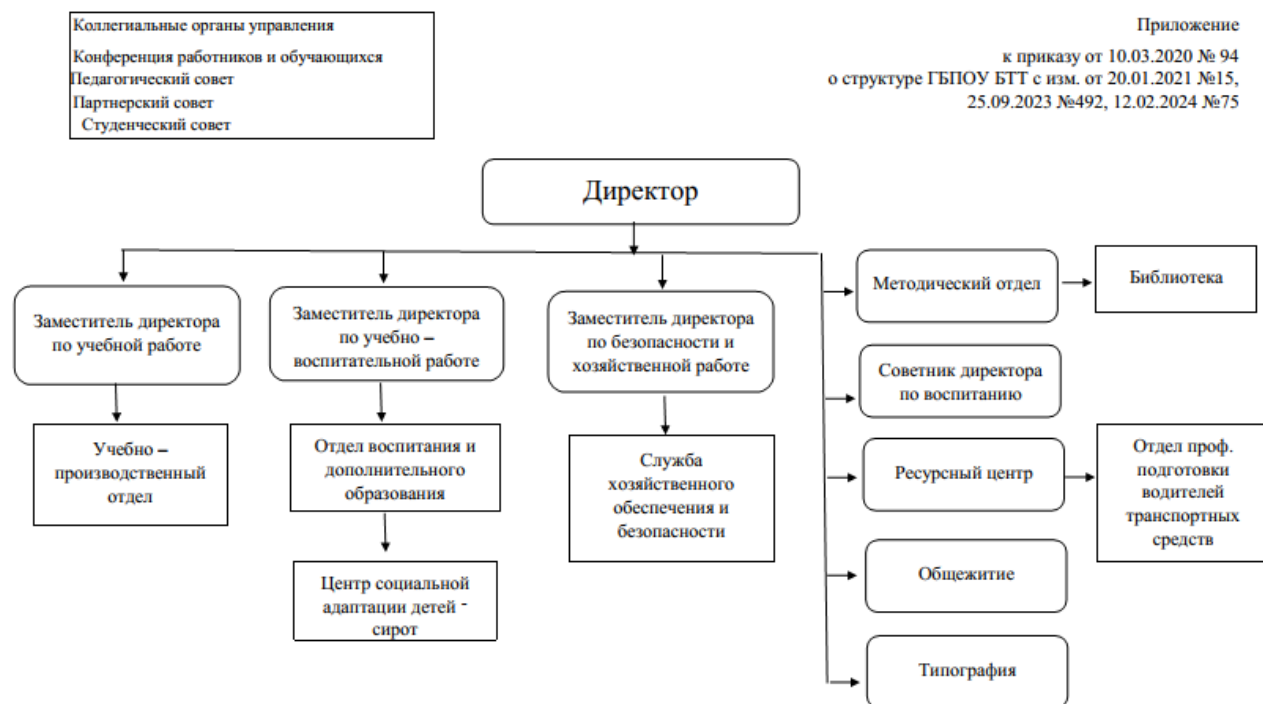 Коллегиальные органы управления
Конференция работников и обучающихся
Педагогический совет
Партнерский совет
Студенческий совет
Приложение
к приказу от 10.03.2020 № 94
о структуре ГБПОУ БТТ с изм. от 20.01.2021 №15,
25.09.2023 №492, 12.02.2024 №75
Директор
Заместитель директора
по учебной работе
Заместитель директора
по учебно –
воспитательной работе
Заместитель директора
по безопасности и
хозяйственной работе
Методический отдел
Библиотека
Советник директора
по воспитанию
Учебно –
производственный
отдел
Отдел воспитания и
дополнительного
образования
Служба
хозяйственного
обеспечения и
безопасности
Ресурсный центр
Отдел проф.
подготовки
водителей
транспортных
средств
Центр социальной
адаптации детей -
сирот
Общежитие
Типография